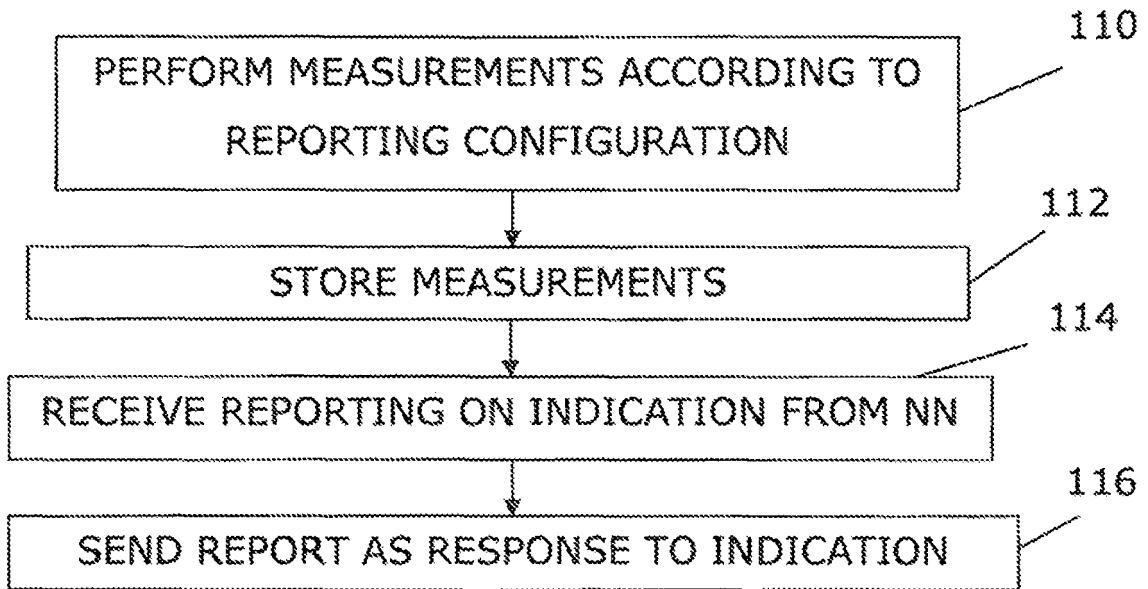 110
PERFORM MEASUREMENTS ACCORDING TO
REPORTING CONFIGURATION
112
STORE MEASUREMENTS
114
RECEIVE REPORTING ON INDICATION FROM NN
116
SEND REPORT AS RESPONSE TO INDICATION